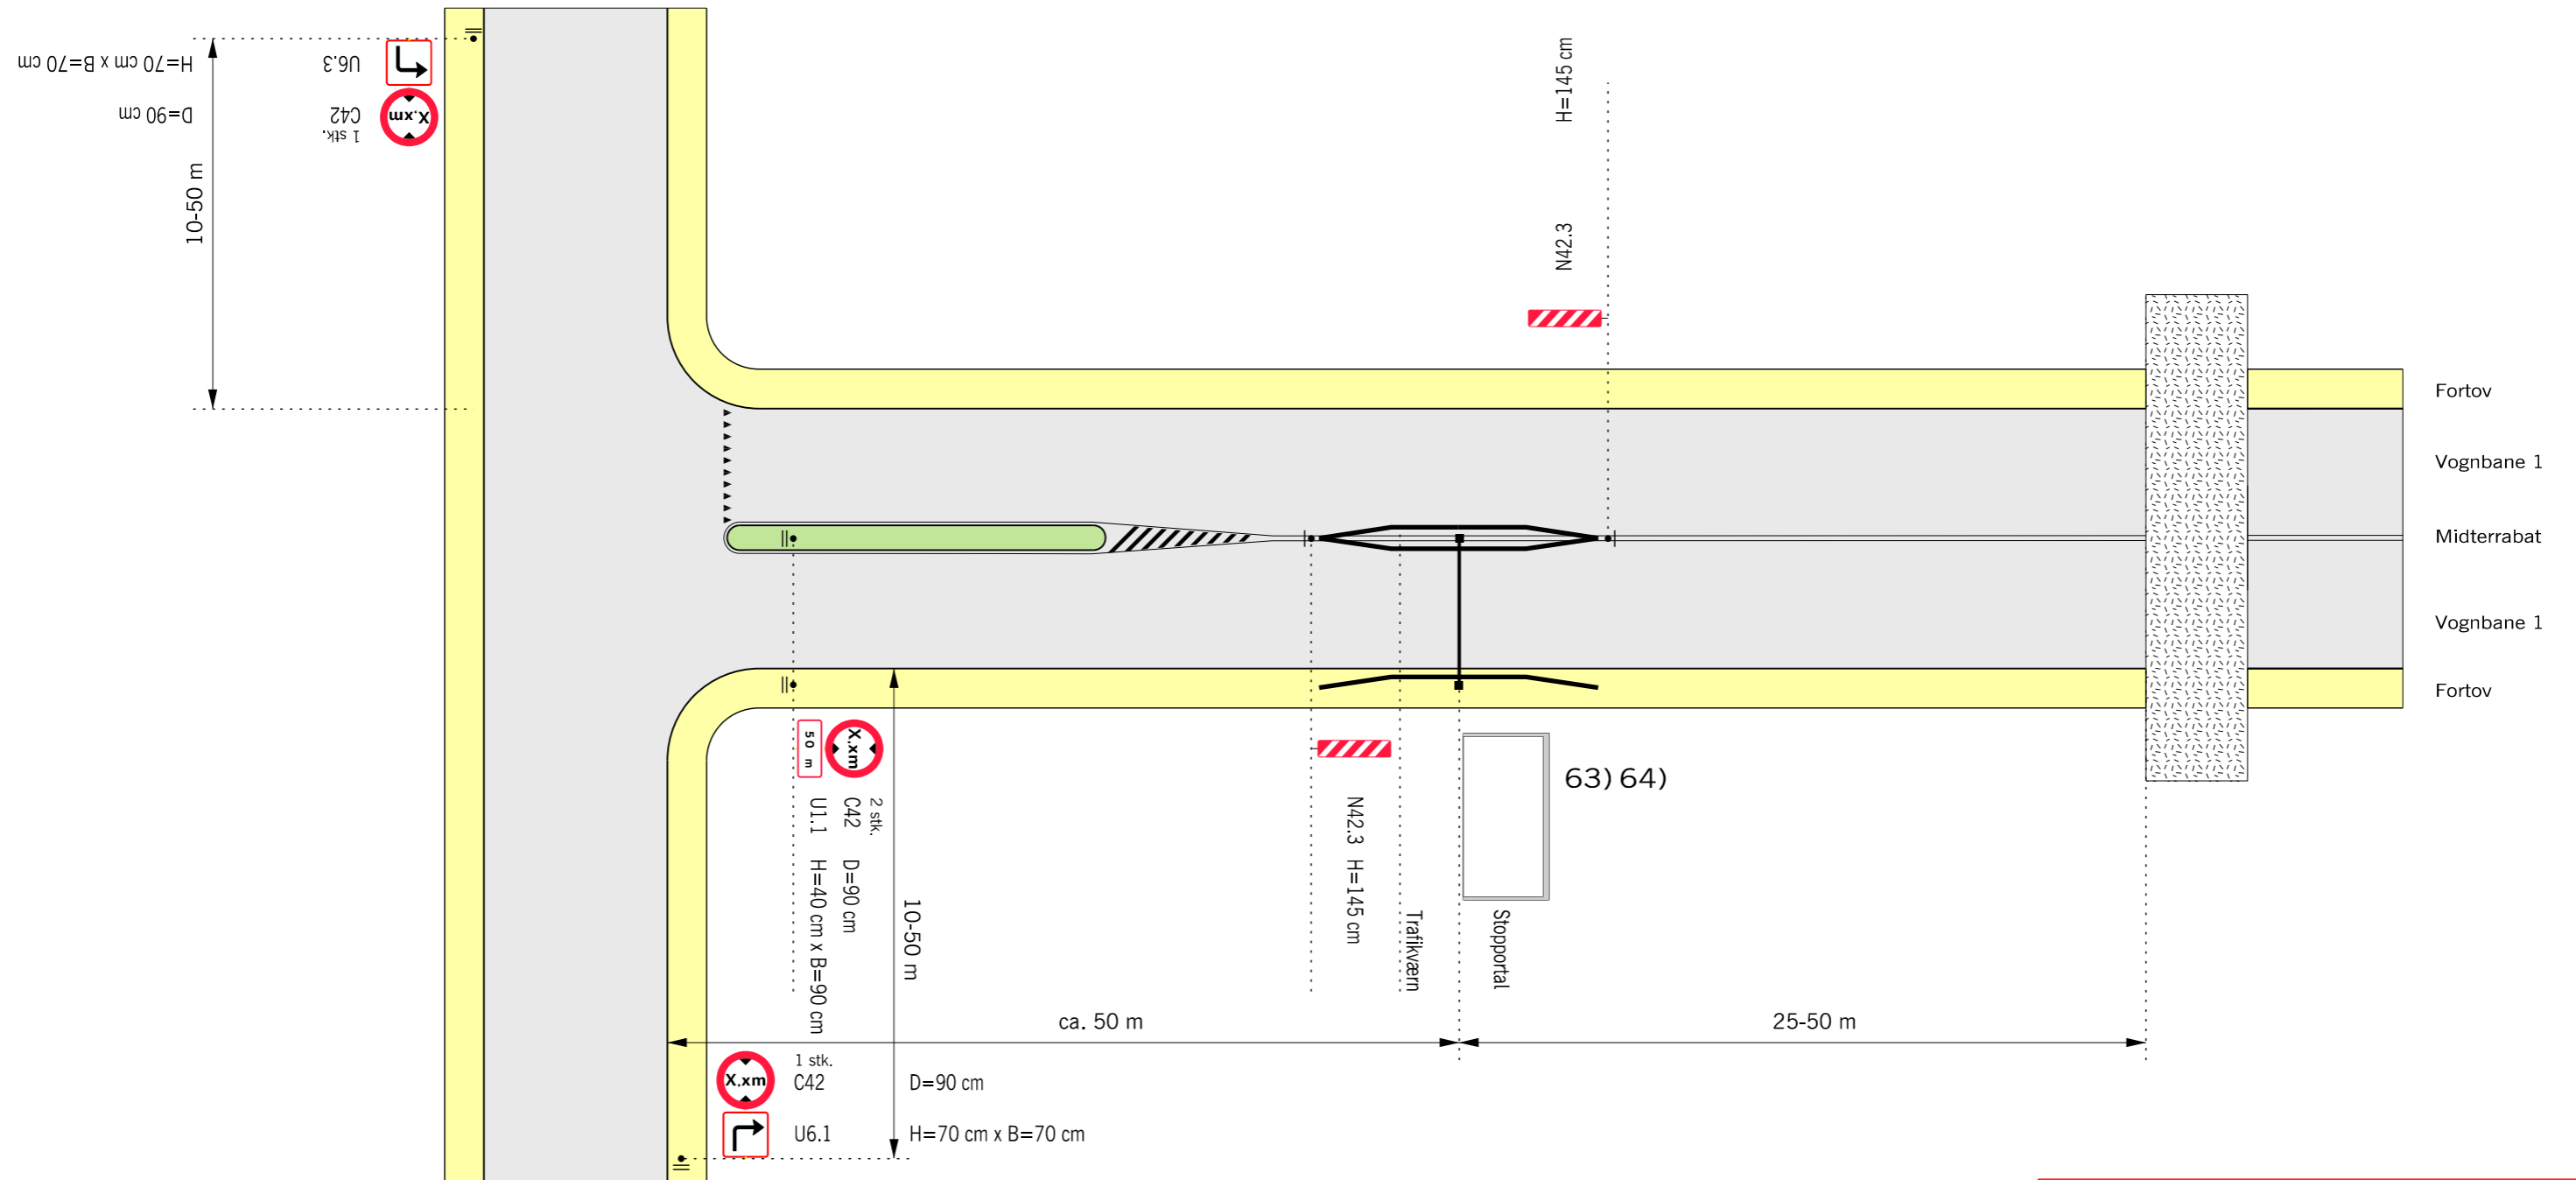 H=70 cm x B=70 cm
U6.3
D=90 cm
C42
1 stk.
X,xm
10-50 m
H=145 cm
N42.3
Fortov
Vognbane 1
Midterrabat
Vognbane 1
Fortov
50 m
X,xm
2 stk.
C42 D=90 cm
U1.1 H=40 cm x B=90 cm
10-50 m
N42.3 H=145 cm
Trafikværn
Stopportal
63) 64)
ca. 50 m
25-50 m
X,xm
1 stk.
C42 D=90 cm
U6.1 H=70 cm x B=70 cm